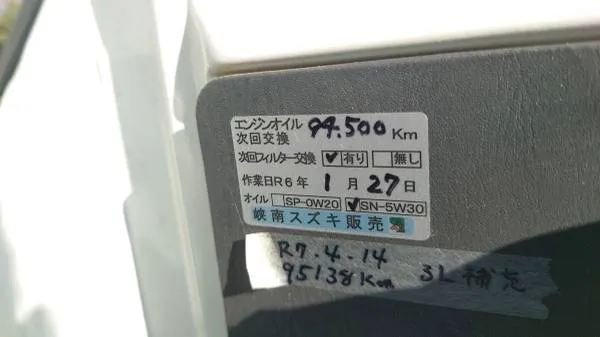 エンジンオイル
次回交換 94.500 Km
次回フィルター交換 ✓有り □無し
作業日R6年 1月27日
オイル □SP-0W20 ✓SN-5W30
峡南スズキ販売
R7.4.14
95138Km 3L補充